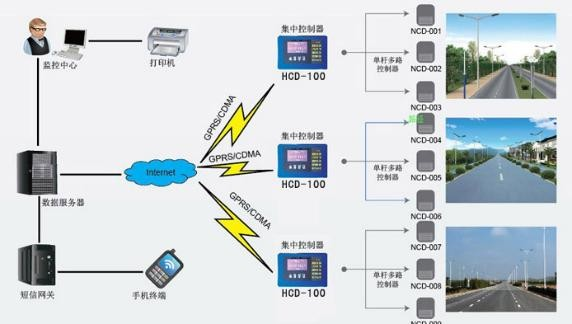 监控中心
打印机
数据服务器
短信网关
手机终端
Internet
GPRS/CDMA
GPRS/CDMA
GPRS/CDMA
集中控制器
HCD-100
集中控制器
HCD-100
集中控制器
HCD-100
单杆多路
控制器
单杆多路
控制器
单杆多路
控制器
NCD-001
NCD-002
NCD-003
NCD-004
NCD-005
NCD-006
NCD-007
NCD-008